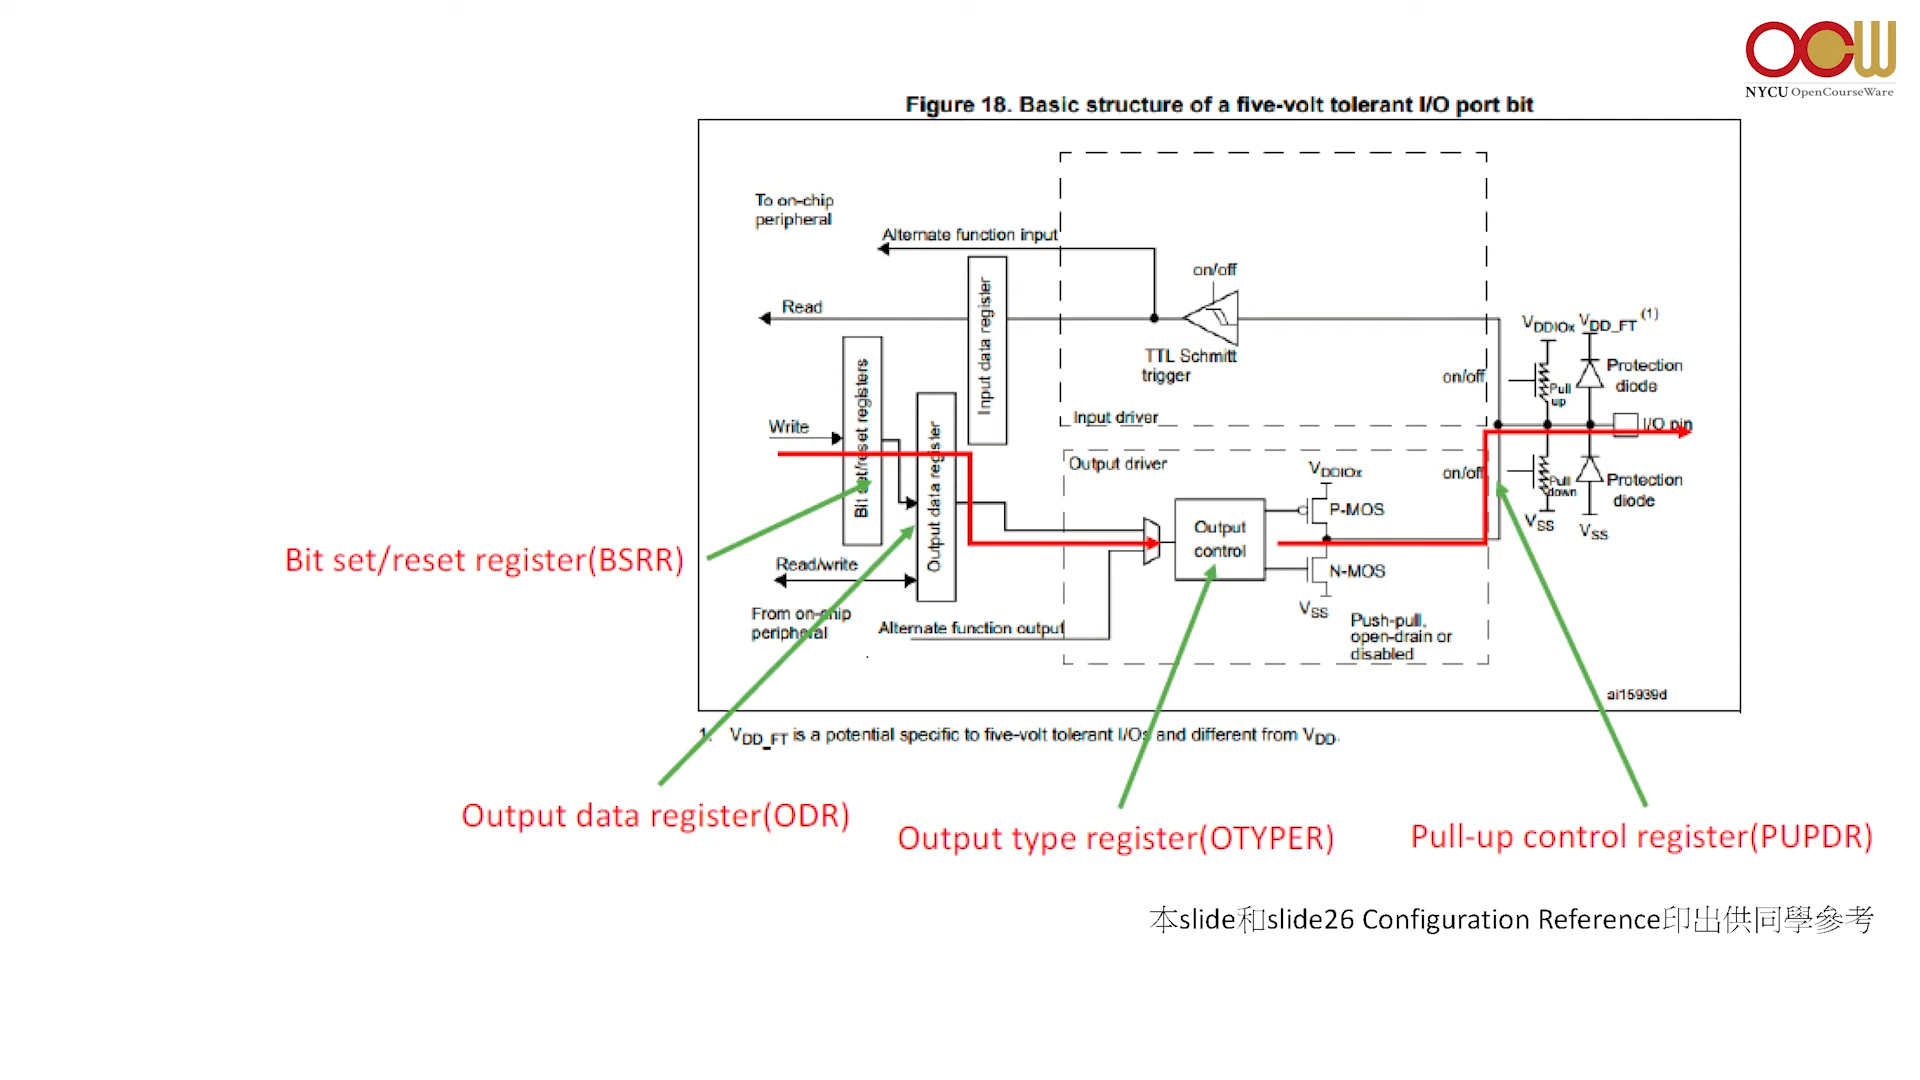 OCW
NYCU OpenCourseWare
Figure 18. Basic structure of a five-volt tolerant I/O port bit
To on-chip
peripheral
Alternate function input
on/off
Read
Input data register
TTL Schmitt
trigger
VDDIOx VDD_FT (1)
on/off
Pull
up
Protection
diode
Input driver
Write
Bit set/reset registers
Output data register
I/O pin
Output driver
VDDIOx
on/off
Pull
down
Protection
diode
P-MOS
Output
control
VSS
VSS
N-MOS
Read/write
VSS
From on-chip
peripheral
Alternate function output
Push-pull,
open-drain or
disabled
ai15939d
1. VDD_FT is a potential specific to five-volt tolerant I/Os and different from VDD.
Bit set/reset register(BSRR)
Output data register(ODR)
Output type register(OTYPER)
Pull-up control register(PUPDR)
本slide和slide26 Configuration Reference印出供同學參考